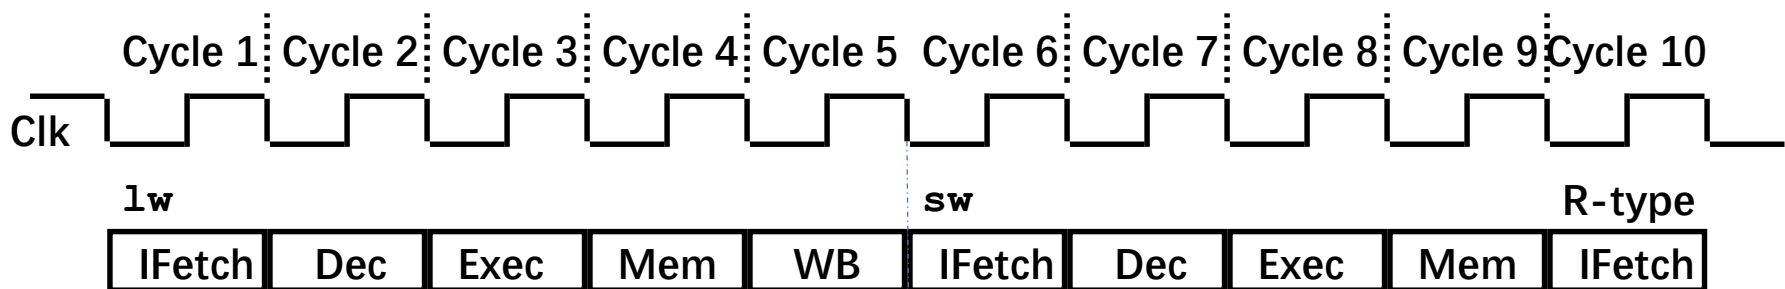 Cycle 1 Cycle 2 Cycle 3 Cycle 4 Cycle 5 Cycle 6 Cycle 7 Cycle 8 Cycle 9 Cycle 10
Clk
lw sw R-type
IFetch Dec Exec Mem WB IFetch Dec Exec Mem IFetch